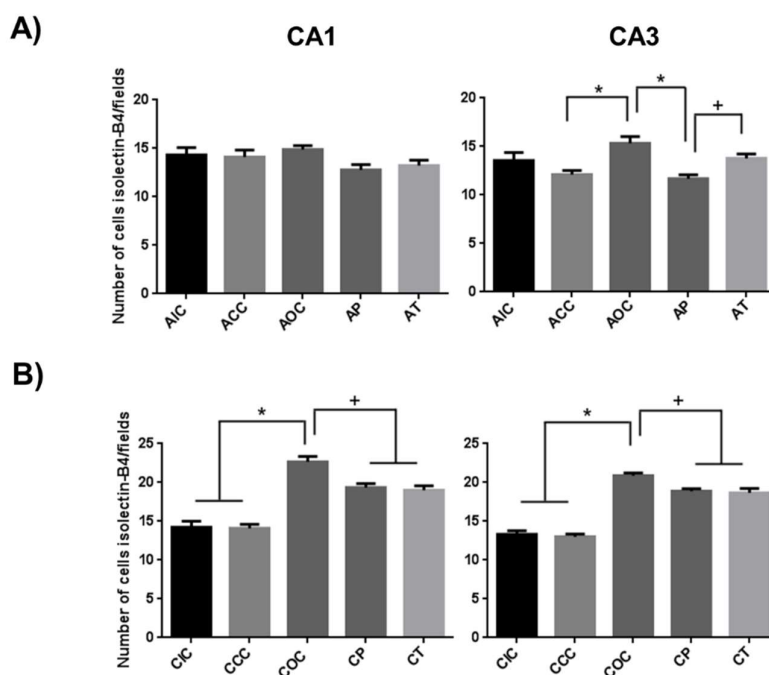 A)
CA1
CA3
Number of cells isolectin-B4/fields
20
15
10
5
0
AIC
ACC
AOC
AP
AT
*
*
+
20
15
10
5
0
AIC
ACC
AOC
AP
AT
B)
Number of cells isolectin-B4/fields
*
+
25
20
15
10
5
0
CIC
CCC
COC
CP
CT
*
+
25
20
15
10
5
0
CIC
CCC
COC
CP
CT